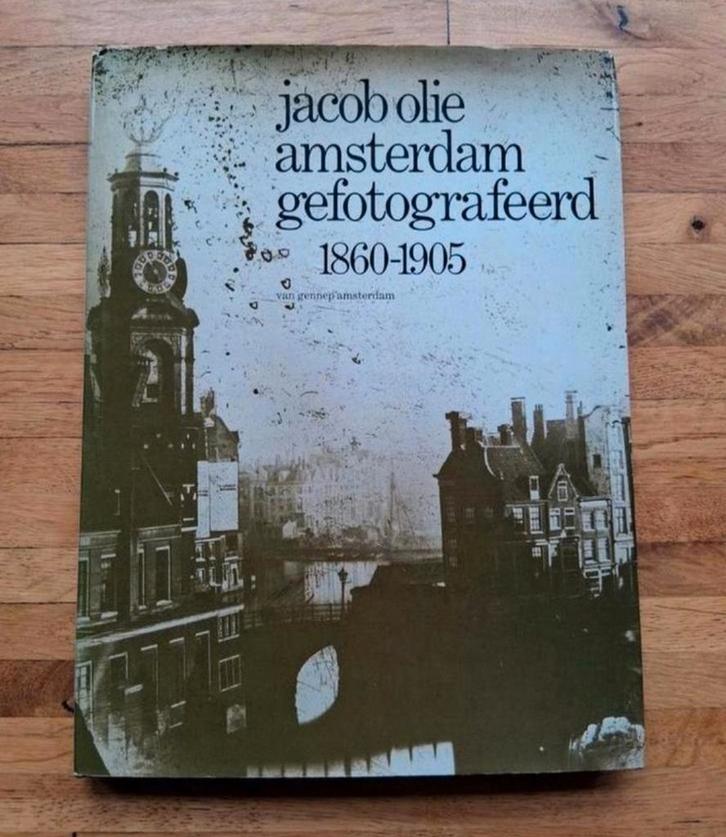 jacob olie
amsterdam
gefotografeerd
1860-1905
van gennep amsterdam